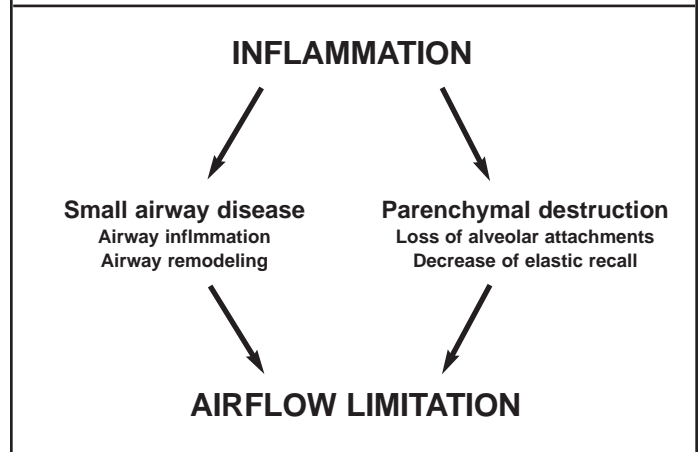 INFLAMMATION
Small airway disease
Airway inflmmation
Airway remodeling
Parenchymal destruction
Loss of alveolar attachments
Decrease of elastic recall
AIRFLOW LIMITATION